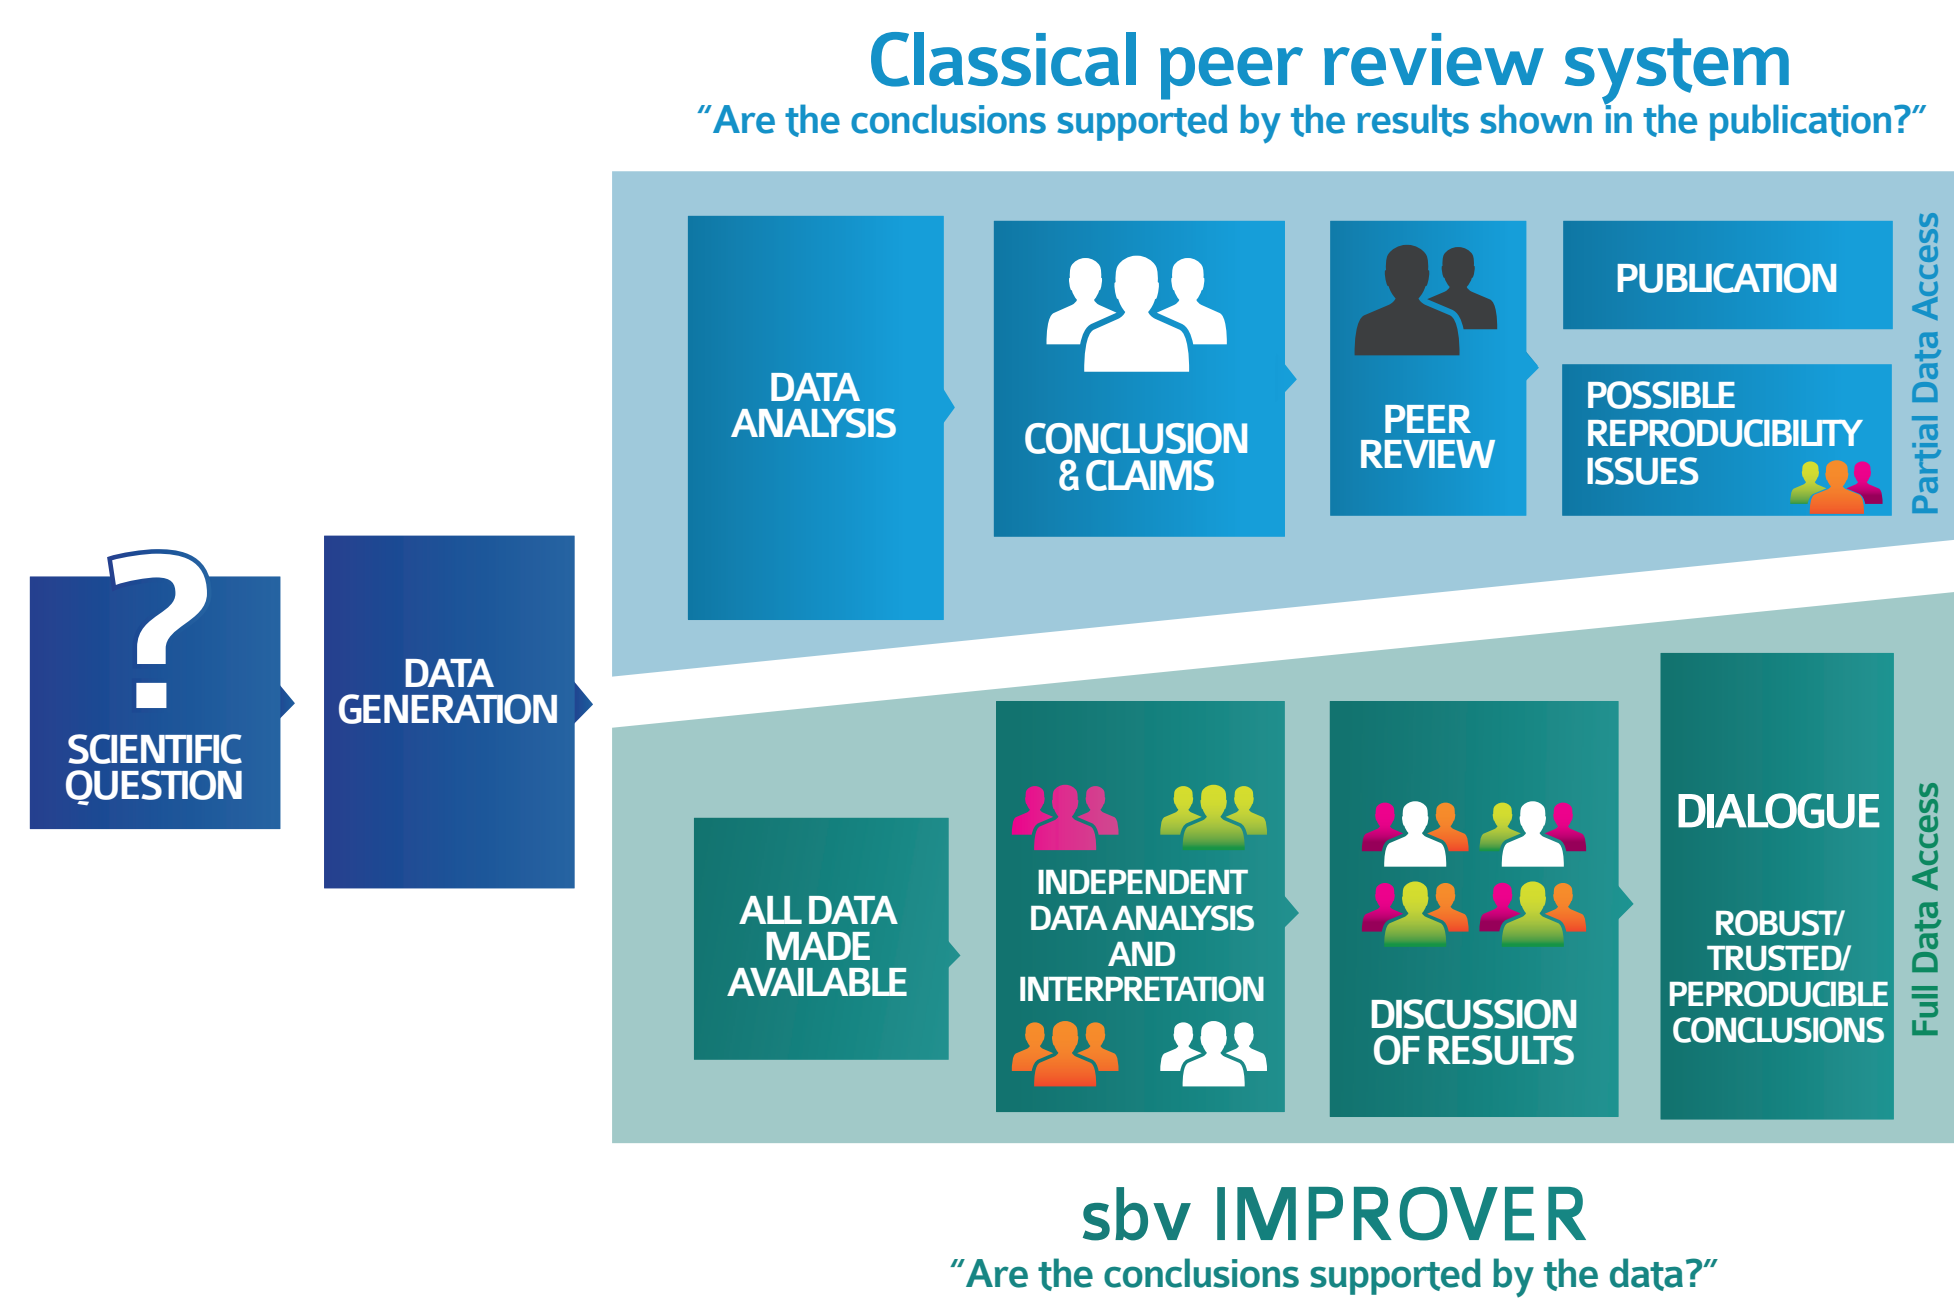 Classical peer review system
"Are the conclusions supported by the results shown in the publication?"
?
SCIENTIFIC
QUESTION
DATA
GENERATION
DATA
ANALYSIS
CONCLUSION
& CLAIMS
PEER
REVIEW
PUBLICATION
POSSIBLE
REPRODUCIBILITY
ISSUES
Partial Data Access
ALL DATA
MADE
AVAILABLE
INDEPENDENT
DATA ANALYSIS
AND
INTERPRETATION
DISCUSSION
OF RESULTS
DIALOGUE
ROBUST/
TRUSTED/
PEPRODUCIBLE
CONCLUSIONS
Full Data Access
sbv IMPROVER
"Are the conclusions supported by the data?"